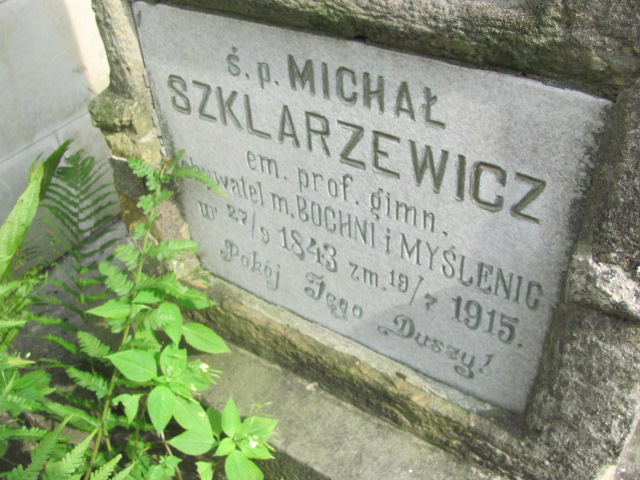 ś. p. MICHAŁ
SZKLARZEWICZ
em. prof. gimn.
obywatel m. BOCHNI i MYŚLENIC
ur 27/9 1843 zm. 19/7 1915.
Pokój Jego Duszy!